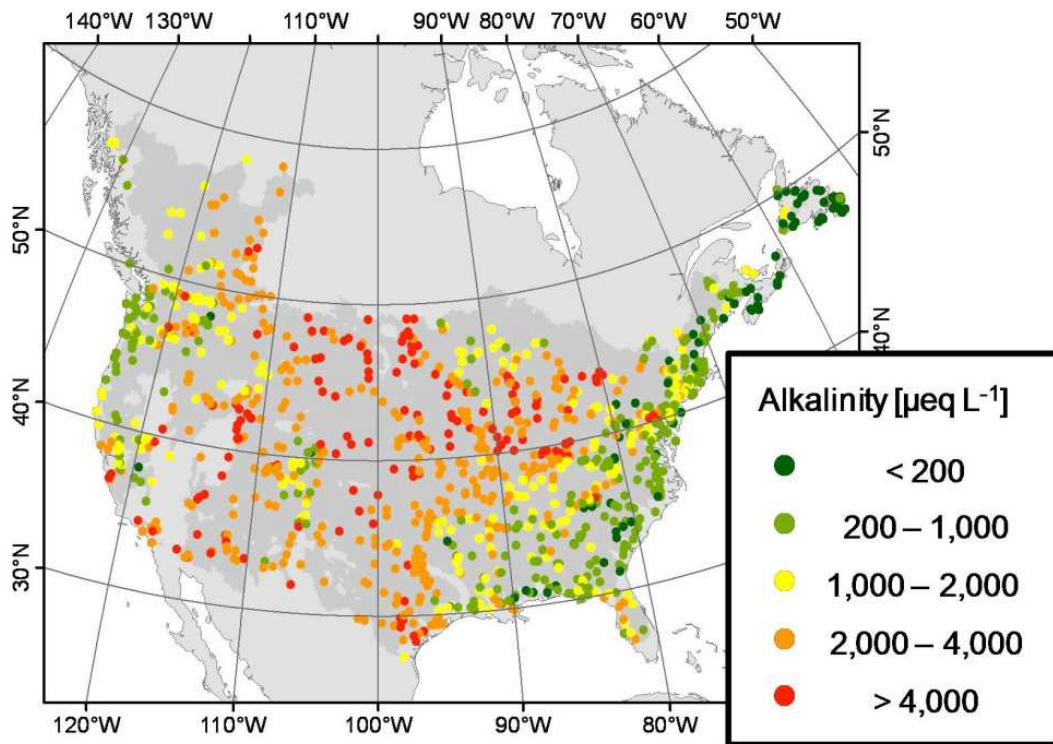 140°W 130°W 110°W 90°W 80°W 70°W 60°W 50°W
50°N
50°N
40°N
40°N
30°N
Alkalinity [µeq L⁻¹]
< 200
200 – 1,000
1,000 – 2,000
2,000 – 4,000
> 4,000
120°W 110°W 100°W 90°W 80°W